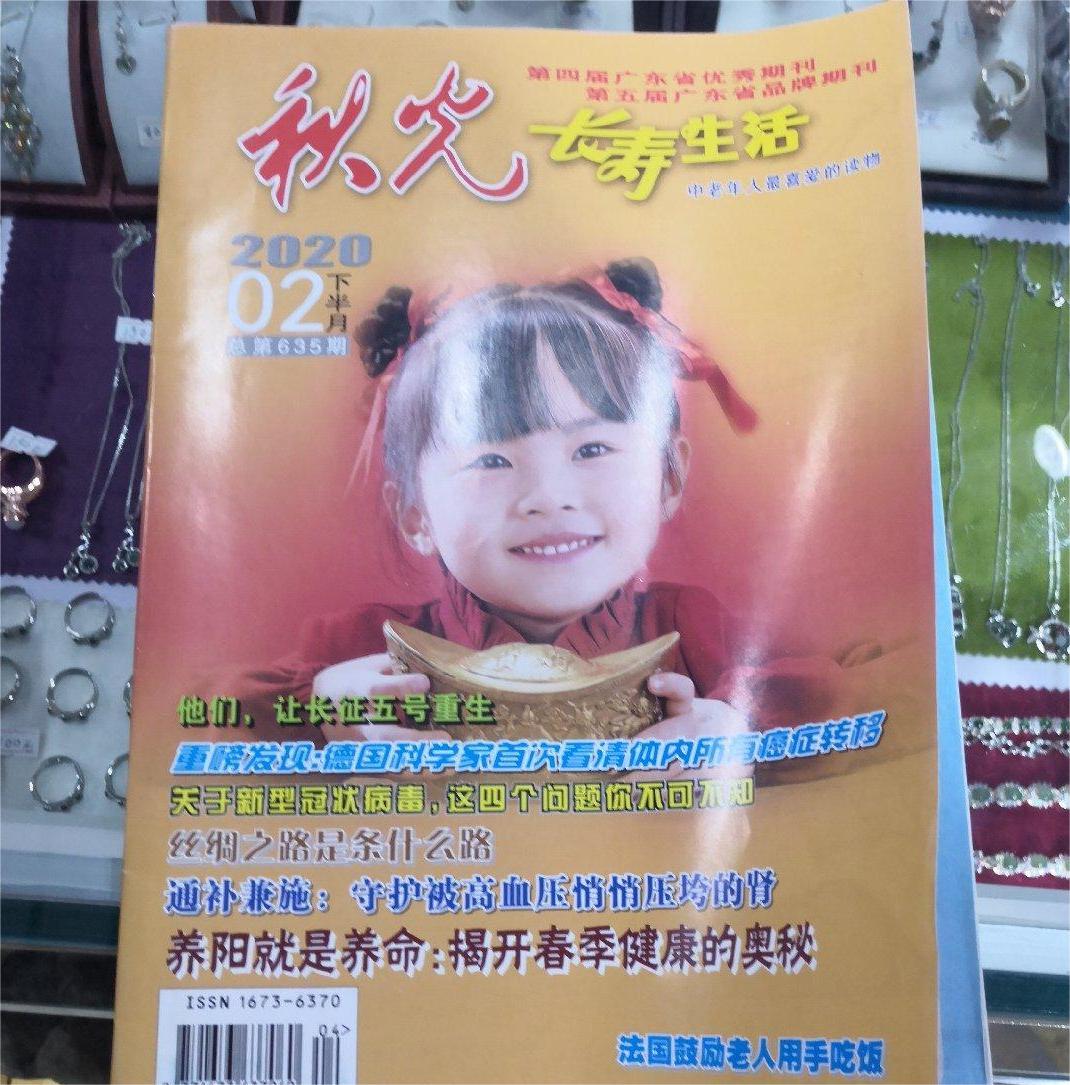 第四届广东省优秀期刊
第五届广东省品牌期刊
秋光
长寿生活
中老年人最喜爱的读物
2020
02
下半月
总第635期
他们，让长征五号重生
重磅发现:德国科学家首次看清体内所有癌症转移
关于新型冠状病毒,这四个问题你不可不知
丝绸之路是条什么路
通补兼施：守护被高血压悄悄压垮的肾
养阳就是养命:揭开春季健康的奥秘
ISSN 1673-6370
04>
法国鼓励老人用手吃饭